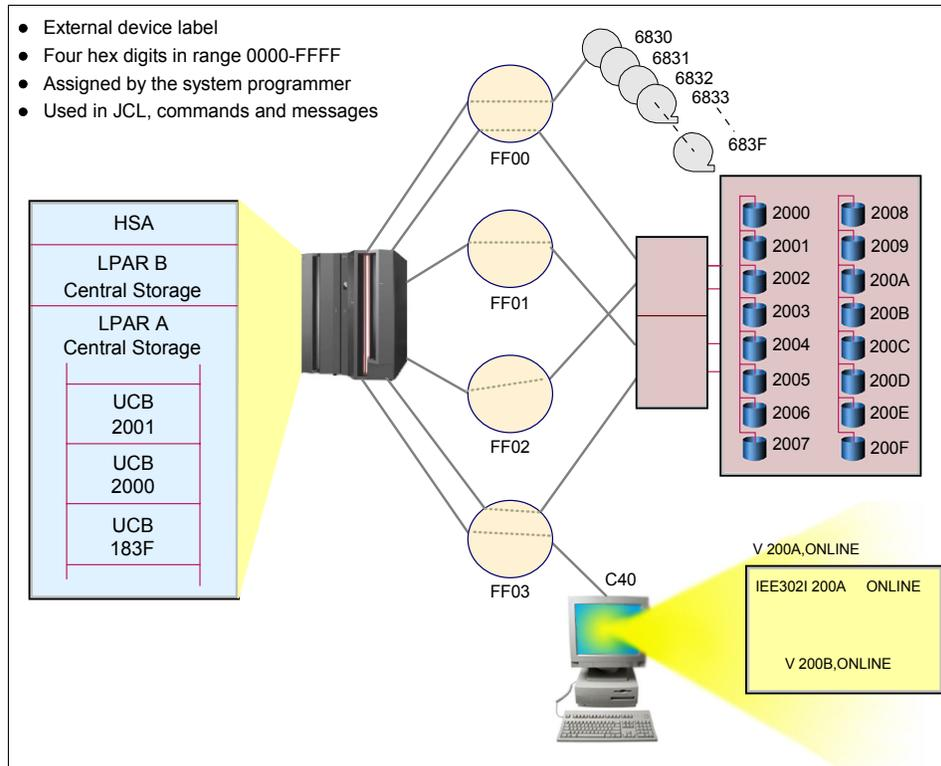 External device label
Four hex digits in range 0000-FFFF
Assigned by the system programmer
Used in JCL, commands and messages
6830
6831
6832
6833
683F
FF00
FF01
FF02
FF03
HSA
LPAR B
Central Storage
LPAR A
Central Storage
UCB
2001
UCB
2000
UCB
183F
2000
2001
2002
2003
2004
2005
2006
2007
2008
2009
200A
200B
200C
200D
200E
200F
C40
V 200A,ONLINE
IEE302I 200A ONLINE
V 200B,ONLINE